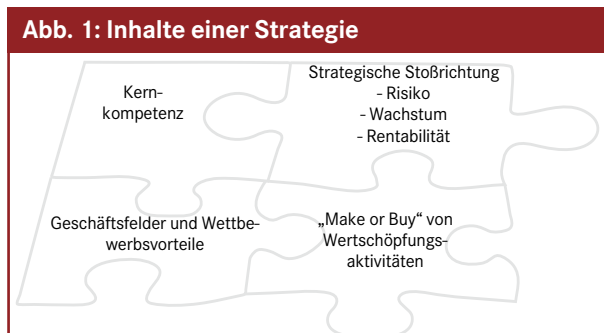 Abb. 1: Inhalte einer Strategie
Kern-
kompetenz
Strategische Stoßrichtung
- Risiko
- Wachstum
- Rentabilität
Geschäftsfelder und Wettbe-
werbsvorteile
„Make or Buy“ von
Wertschöpfungs-
aktivitäten